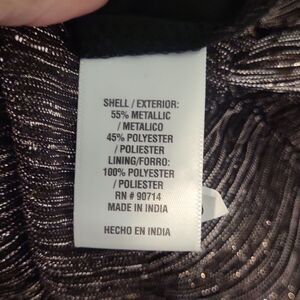 SHELL / EXTERIOR:
55% METALLIC
/ METALICO
45% POLYESTER
/ POLIESTER
LINING/FORRO:
100% POLYESTER
/ POLIESTER
RN # 90714
MADE IN INDIA
HECHO EN INDIA